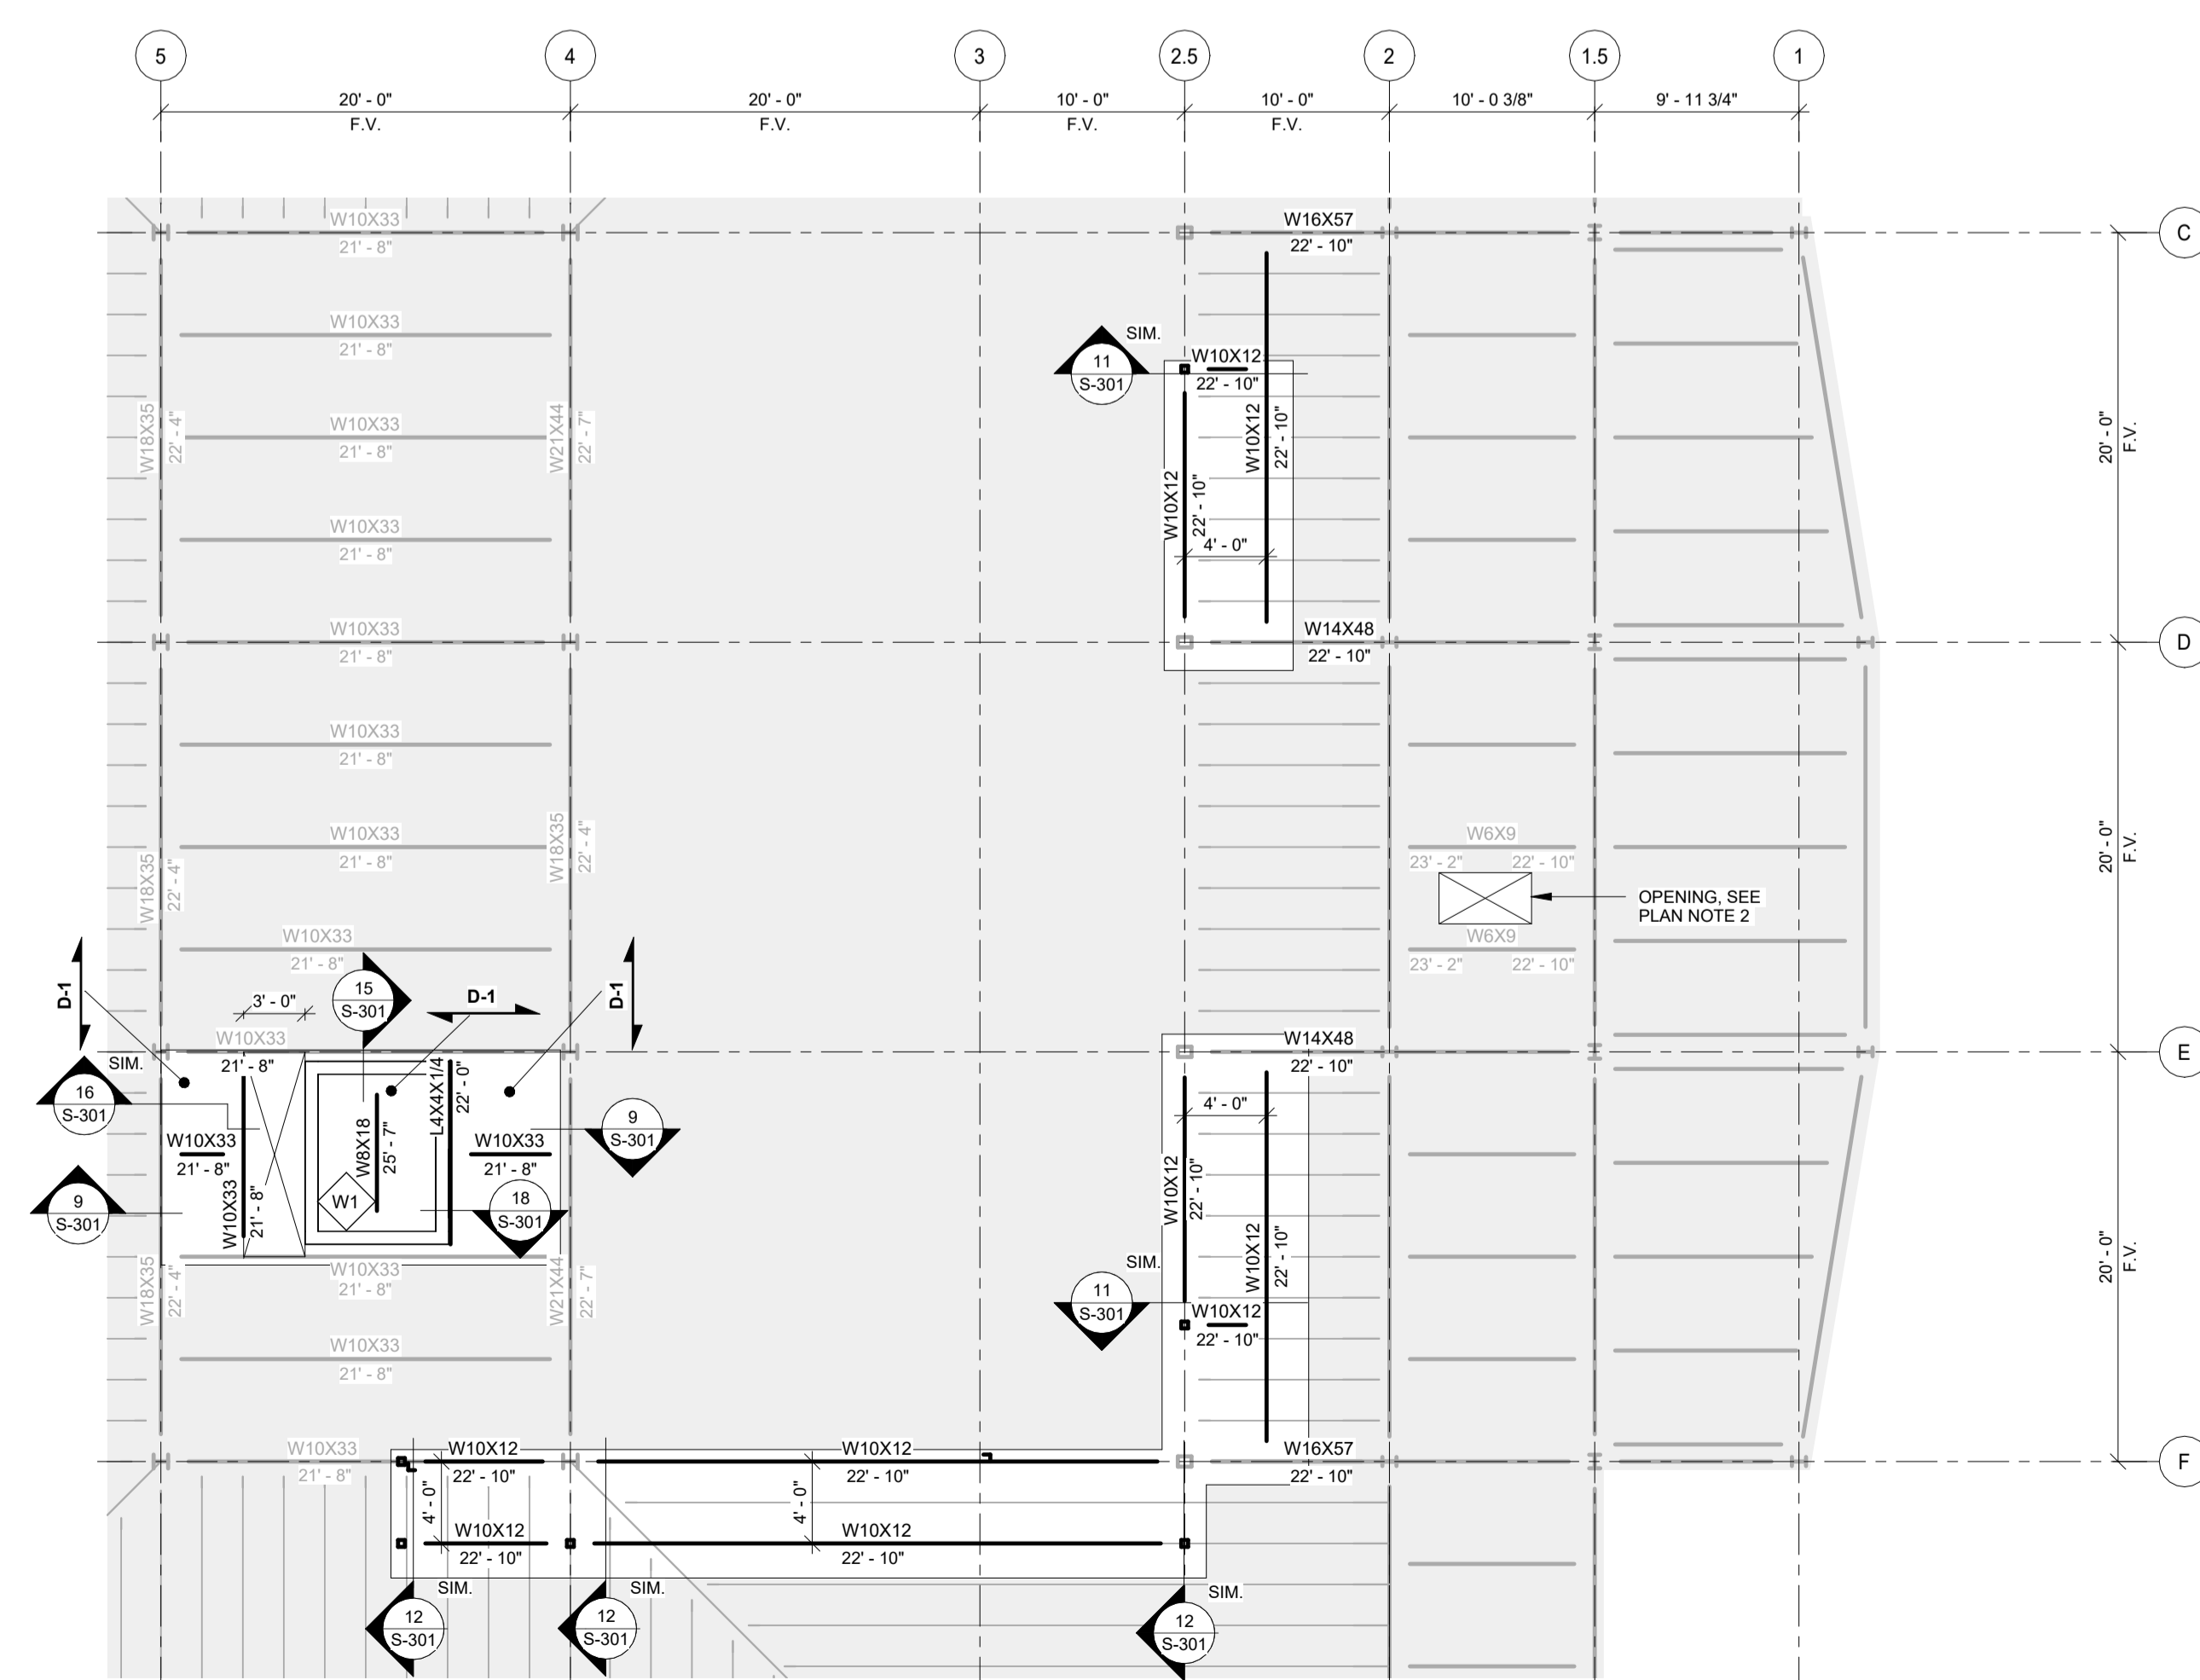 5
4
3
2.5
2
1.5
1
20' - 0"
20' - 0"
10' - 0"
10' - 0"
10' - 0 3/8"
9' - 11 3/4"
F.V.
F.V.
F.V.
F.V.
W10X33
21' - 8"
W16X57
22' - 10"
C
W10X33
21' - 8"
SIM.
11
S-301
W10X12
22' - 10"
W18X35
22' - 4"
W10X33
21' - 8"
W21X44
22' - 7"
W10X12
22' - 10"
W10X12
22' - 10"
20' - 0"
F.V.
W10X33
21' - 8"
4' - 0"
W10X33
21' - 8"
W14X48
22' - 10"
D
W10X33
21' - 8"
W18X35
22' - 4"
W10X33
21' - 8"
W18X35
22' - 4"
W6X9
23' - 2"
22' - 10"
20' - 0"
F.V.
OPENING, SEE
PLAN NOTE 2
W10X33
21' - 8"
W6X9
23' - 2"
22' - 10"
D-1
3' - 0"
15
S-301
D-1
D-1
W10X33
21' - 8"
W14X48
22' - 10"
E
SIM.
16
S-301
L4X4X1/4
22' - 0"
W10X33
21' - 8"
W8X18
25' - 7"
W10X33
21' - 8"
9
S-301
4' - 0"
9
S-301
W10X33
21' - 8"
W1
18
S-301
W10X12
22' - 10"
W10X12
22' - 10"
20' - 0"
F.V.
W18X35
22' - 4"
W10X33
21' - 8"
W21X44
22' - 7"
SIM.
11
S-301
W10X12
22' - 10"
W10X33
21' - 8"
W10X33
21' - 8"
W10X12
22' - 10"
W10X12
22' - 10"
W16X57
22' - 10"
F
4' - 0"
4' - 0"
W10X12
22' - 10"
W10X12
22' - 10"
SIM.
12
S-301
SIM.
12
S-301
SIM.
12
S-301